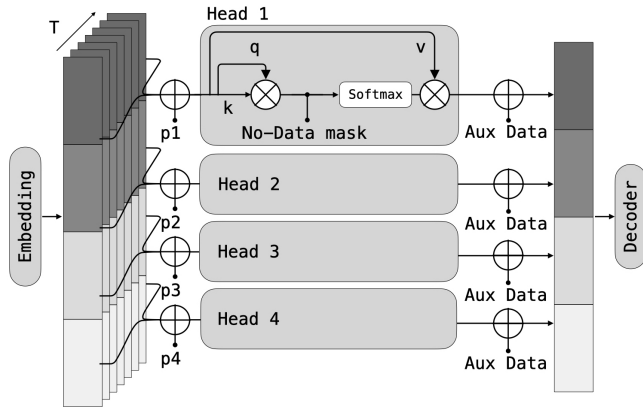 T
Head 1
q
v
k
Softmax
No-Data mask
p1
Aux Data
Embedding
Head 2
p2
Aux Data
Head 3
p3
Aux Data
Head 4
p4
Aux Data
Decoder